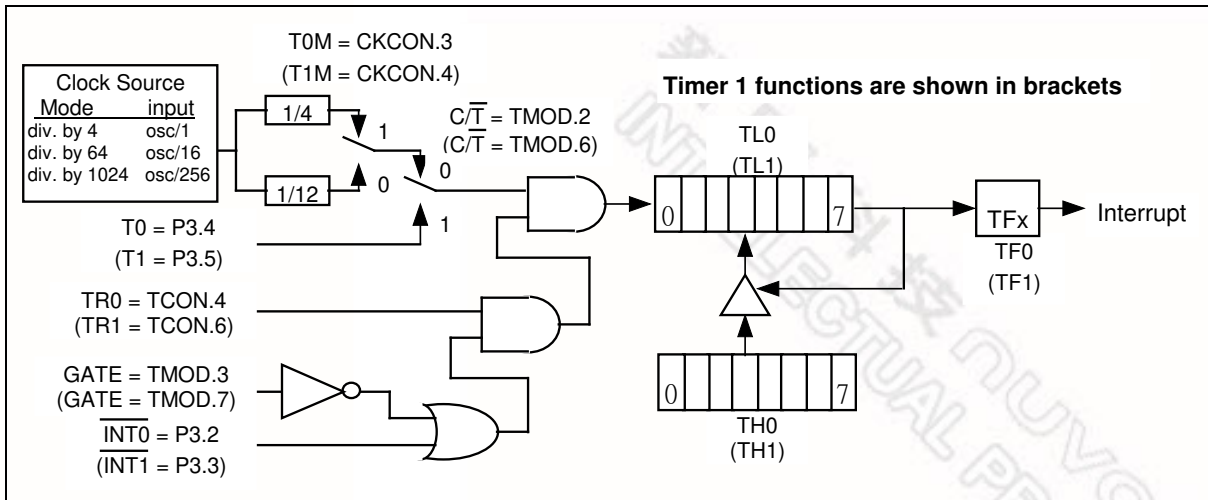 T0M = CKCON.3
(T1M = CKCON.4)
Timer 1 functions are shown in brackets
Clock Source
Mode input
div. by 4 osc/1
div. by 64 osc/16
div. by 1024 osc/256
1/4
1/12
1
0
C/T̅ = TMOD.2
(C/T̅ = TMOD.6)
0
1
T0 = P3.4
(T1 = P3.5)
TR0 = TCON.4
(TR1 = TCON.6)
GATE = TMOD.3
(GATE = TMOD.7)
I̅N̅T̅0̅ = P3.2
(I̅N̅T̅1̅ = P3.3)
TL0
(TL1)
0 7
TFx
TF0
(TF1)
Interrupt
0 7
TH0
(TH1)